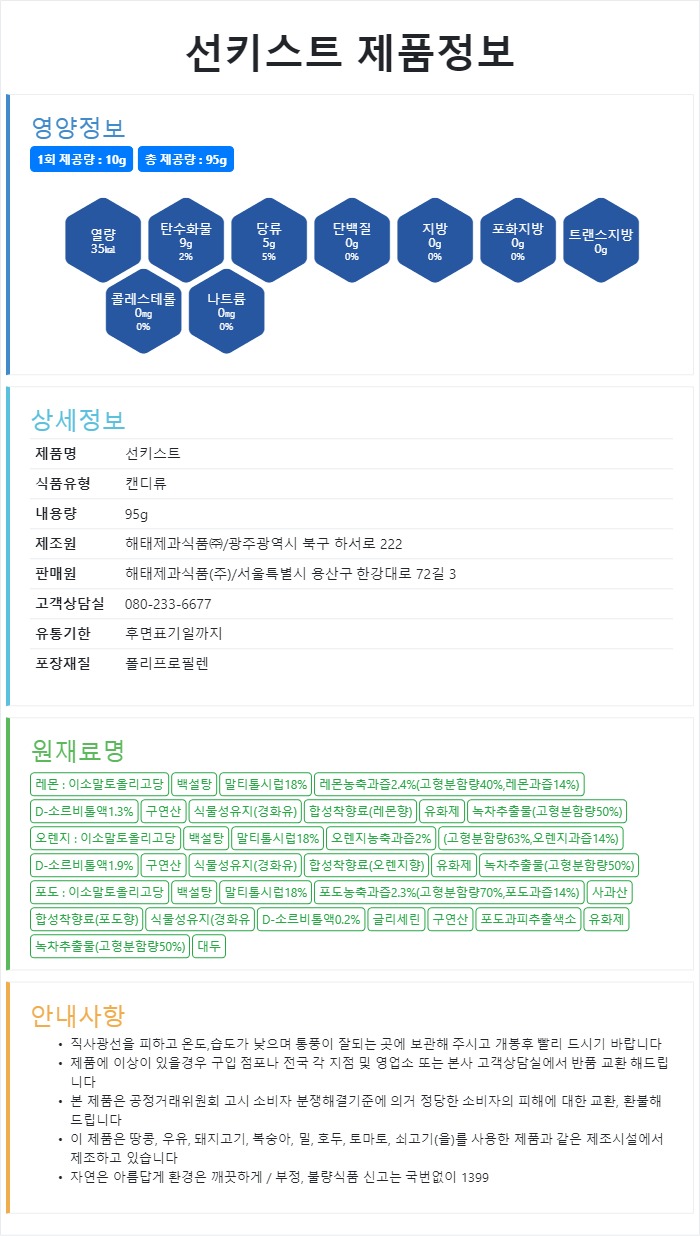 선키스트 제품정보
영양정보
1회 제공량 : 10g 총 제공량 : 95g
열량
35㎉
탄수화물
9g
2%
당류
5g
5%
단백질
0g
0%
지방
0g
0%
포화지방
0g
0%
트랜스지방
0g
콜레스테롤
0㎎
0%
나트륨
0㎎
0%
상세정보
제품명 선키스트
식품유형 캔디류
내용량 95g
제조원 해태제과식품㈜/광주광역시 북구 하서로 222
판매원 해태제과식품(주)/서울특별시 용산구 한강대로 72길 3
고객상담실 080-233-6677
유통기한 후면표기일까지
포장재질 폴리프로필렌
원재료명
레몬 : 이소말토올리고당 백설탕 말티톨시럽18% 레몬농축과즙2.4%(고형분함량40%,레몬과즙14%)
D-소르비톨액1.3% 구연산 식물성유지(경화유) 합성착향료(레몬향) 유화제 녹차추출물(고형분함량50%)
오렌지 : 이소말토올리고당 백설탕 말티톨시럽18% 오렌지농축과즙2% (고형분함량63%,오렌지과즙14%)
D-소르비톨액1.9% 구연산 식물성유지(경화유) 합성착향료(오렌지향) 유화제 녹차추출물(고형분함량50%)
포도 : 이소말토올리고당 백설탕 말티톨시럽18% 포도농축과즙2.3%(고형분함량70%,포도과즙14%) 사과산
합성착향료(포도향) 식물성유지(경화유 D-소르비톨액0.2% 글리세린 구연산 포도과피추출색소 유화제
녹차추출물(고형분함량50%) 대두
안내사항
• 직사광선을 피하고 온도,습도가 낮으며 통풍이 잘되는 곳에 보관해 주시고 개봉후 빨리 드시기 바랍니다
• 제품에 이상이 있을경우 구입 점포나 전국 각 지점 및 영업소 또는 본사 고객상담실에서 반품 교환 해드립
니다
• 본 제품은 공정거래위원회 고시 소비자 분쟁해결기준에 의거 정당한 소비자의 피해에 대한 교환, 환불해
드립니다
• 이 제품은 땅콩, 우유, 돼지고기, 복숭아, 밀, 호두, 토마토, 쇠고기(을)를 사용한 제품과 같은 제조시설에서
제조하고 있습니다
• 자연은 아름답게 환경은 깨끗하게 / 부정, 불량식품 신고는 국번없이 1399